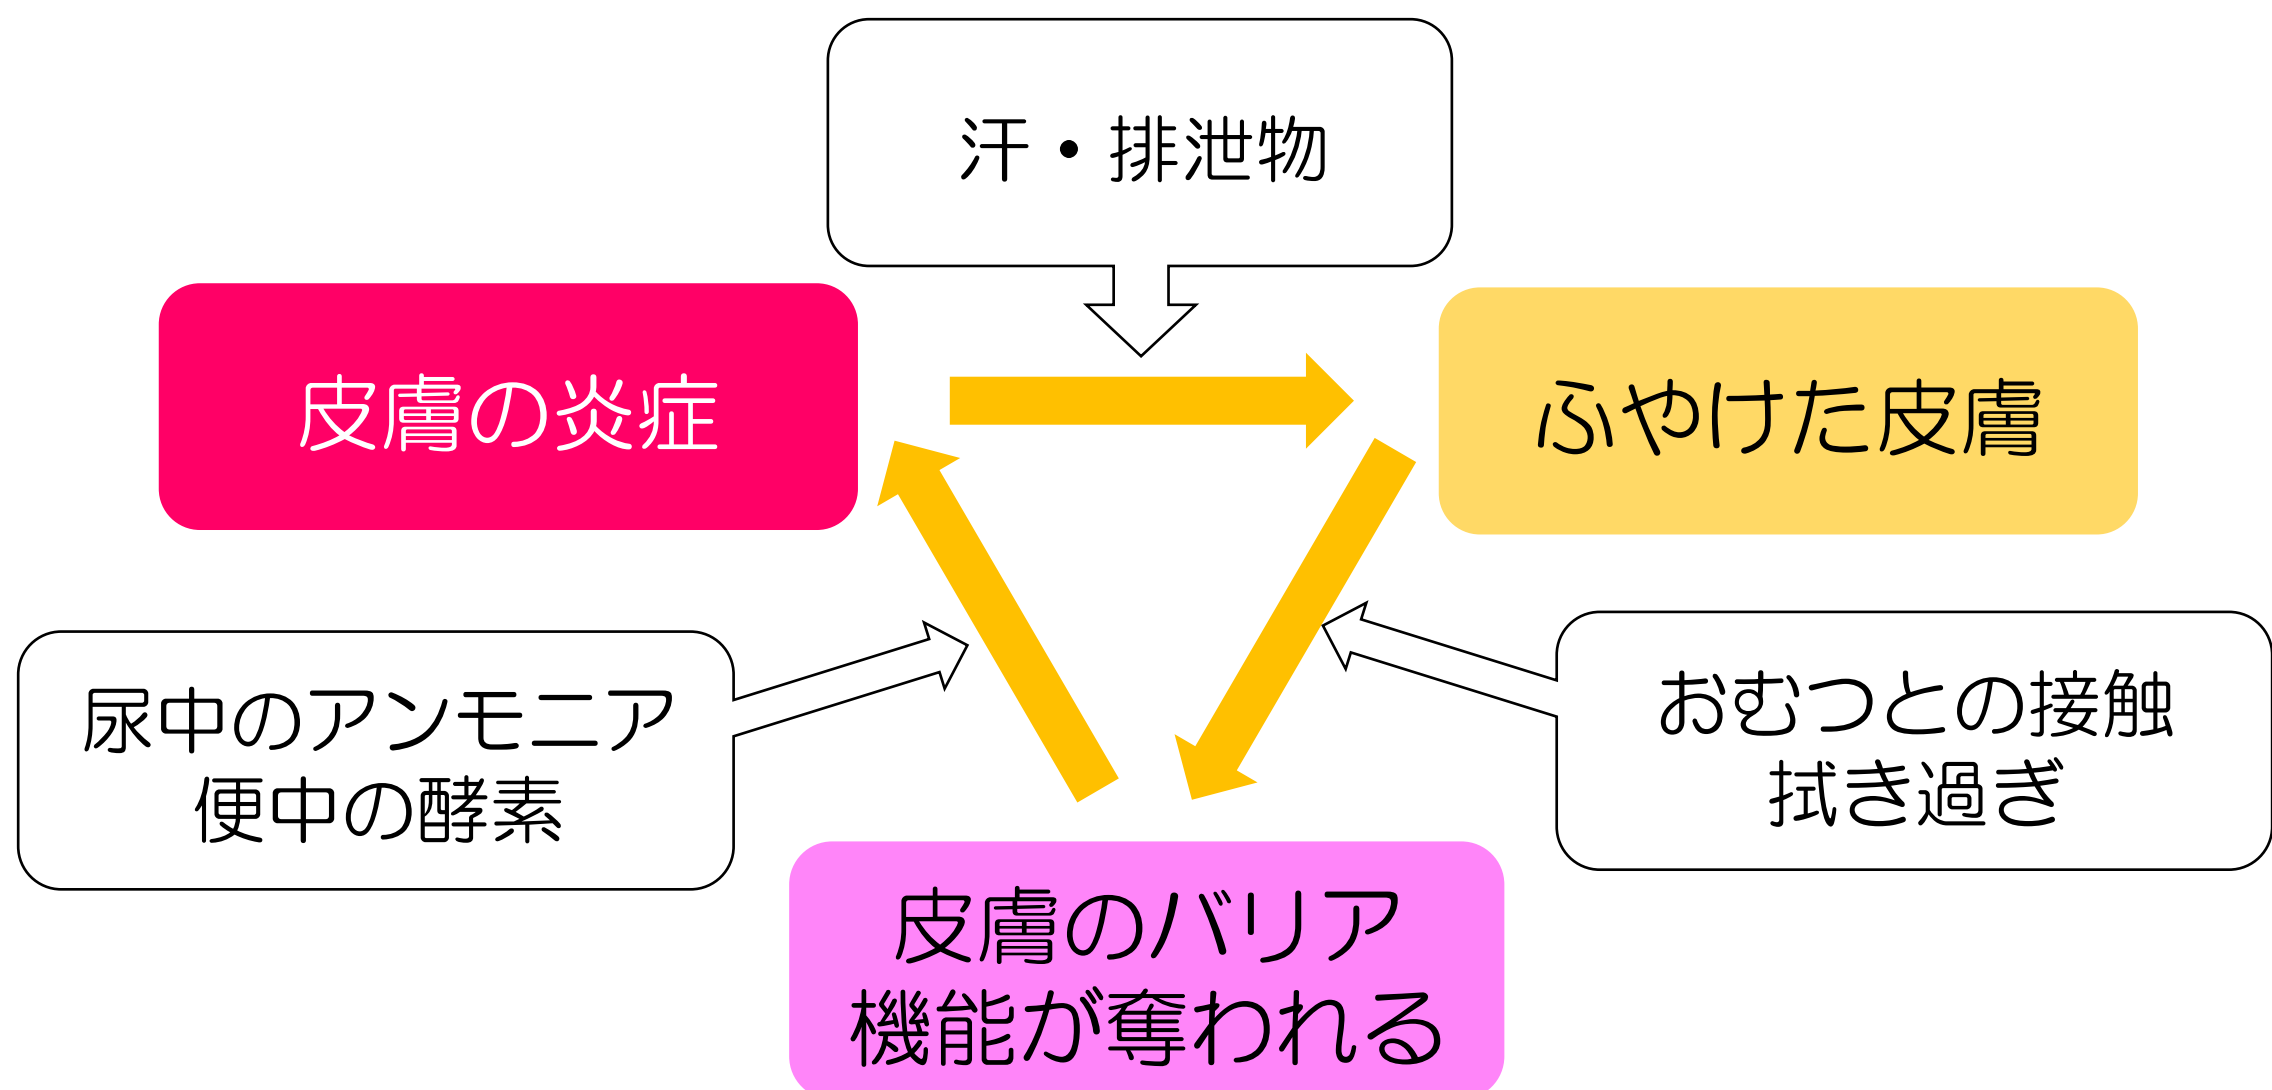 汗・排泄物
皮膚の炎症
ふやけた皮膚
尿中のアンモニア
便中の酵素
おむつとの接触
拭き過ぎ
皮膚のバリア
機能が奪われる